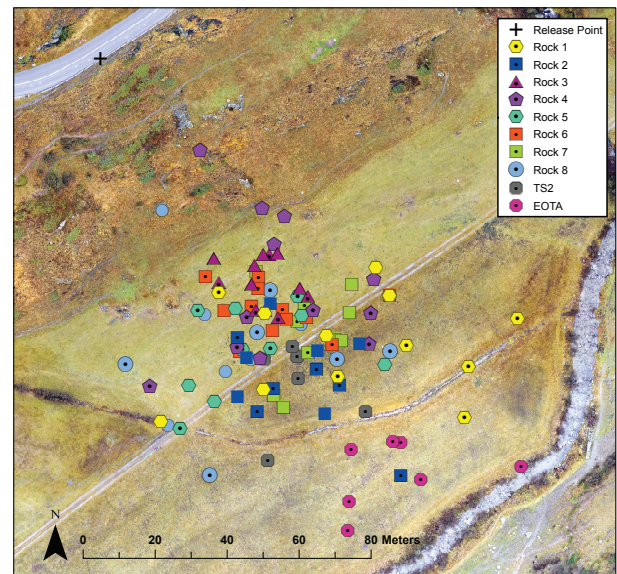 Release Point
Rock 1
Rock 2
Rock 3
Rock 4
Rock 5
Rock 6
Rock 7
Rock 8
TS2
EOTA
N
0 20 40 60 80 Meters